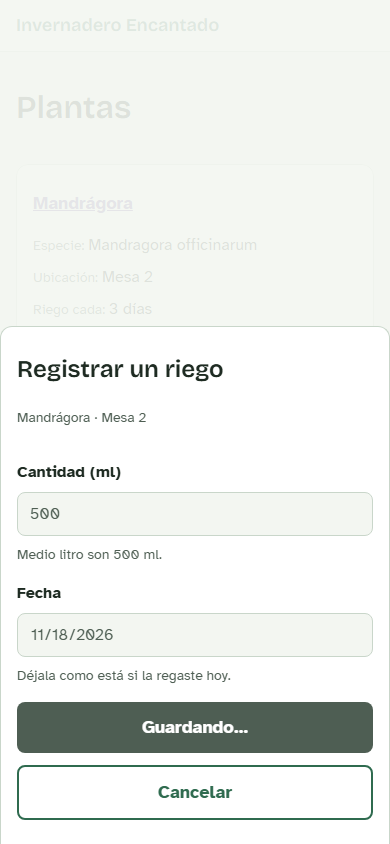 Invernadero Encantado
Plantas
Mandrágora
Especie: Mandragora officinarum
Ubicación: Mesa 2
Riego cada: 3 días
Registrar un riego
Mandrágora · Mesa 2
Cantidad (ml)
500
Medio litro son 500 ml.
Fecha
11/18/2026
Déjala como está si la regaste hoy.
Guardando...
Cancelar